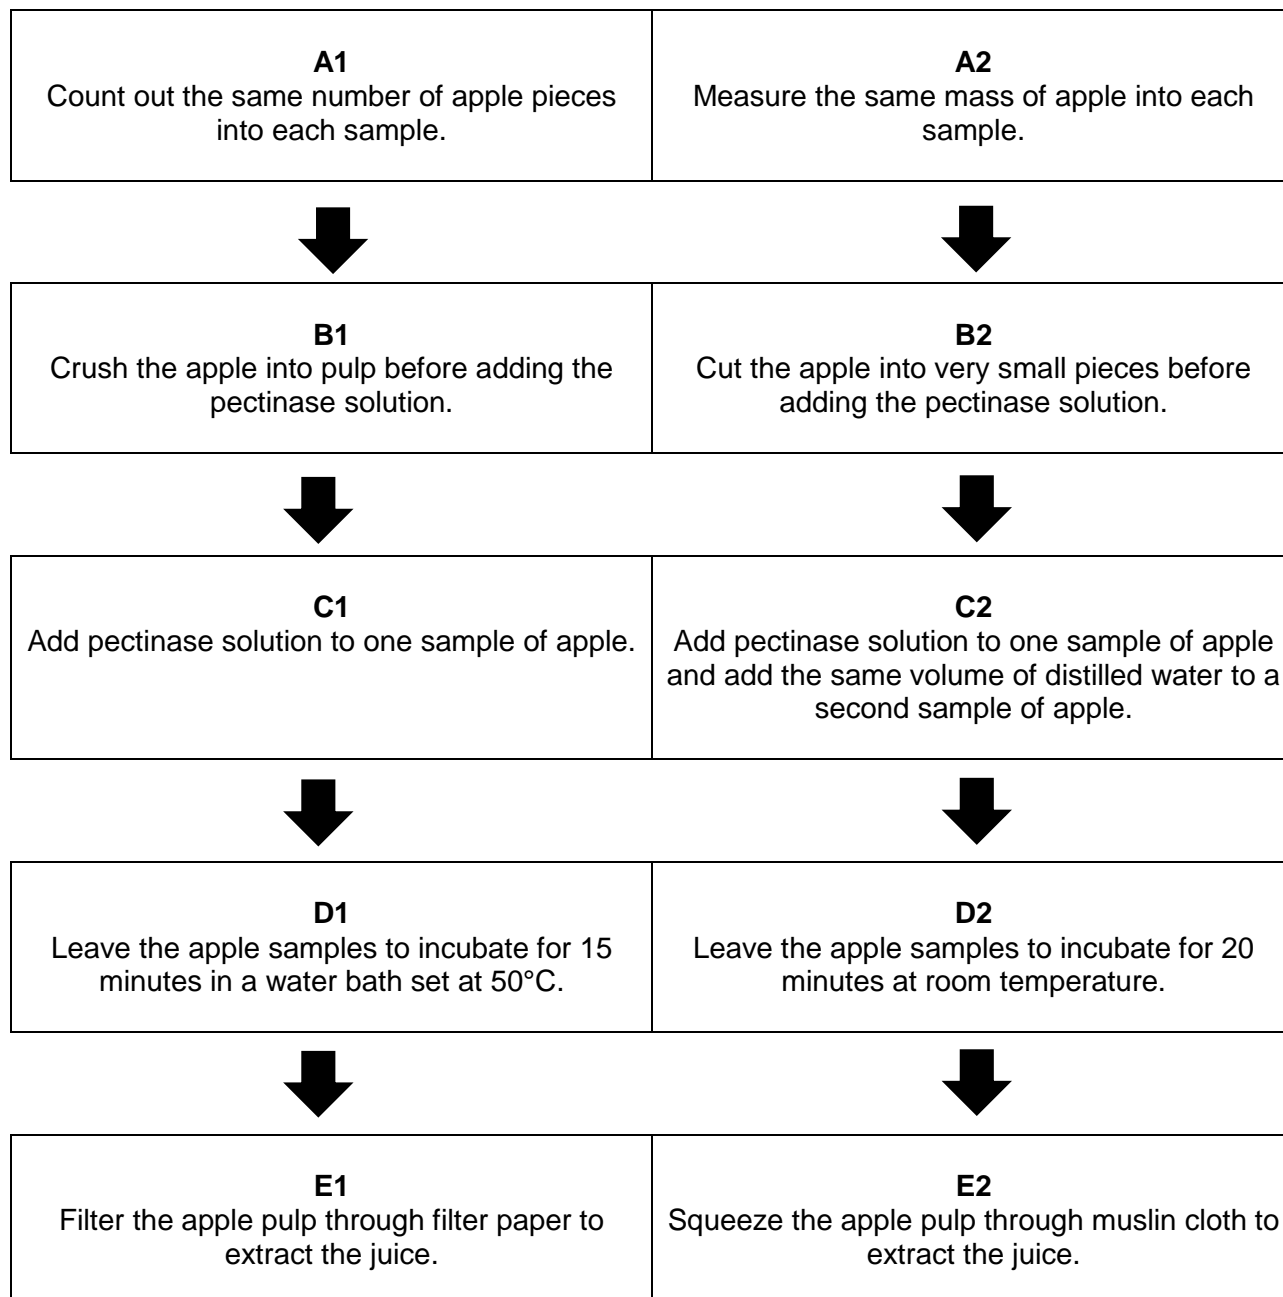 A1
Count out the same number of apple pieces
into each sample.
A2
Measure the same mass of apple into each
sample.
B1
Crush the apple into pulp before adding the
pectinase solution.
B2
Cut the apple into very small pieces before
adding the pectinase solution.
C1
Add pectinase solution to one sample of apple.
C2
Add pectinase solution to one sample of apple
and add the same volume of distilled water to a
second sample of apple.
D1
Leave the apple samples to incubate for 15
minutes in a water bath set at 50°C.
D2
Leave the apple samples to incubate for 20
minutes at room temperature.
E1
Filter the apple pulp through filter paper to
extract the juice.
E2
Squeeze the apple pulp through muslin cloth to
extract the juice.